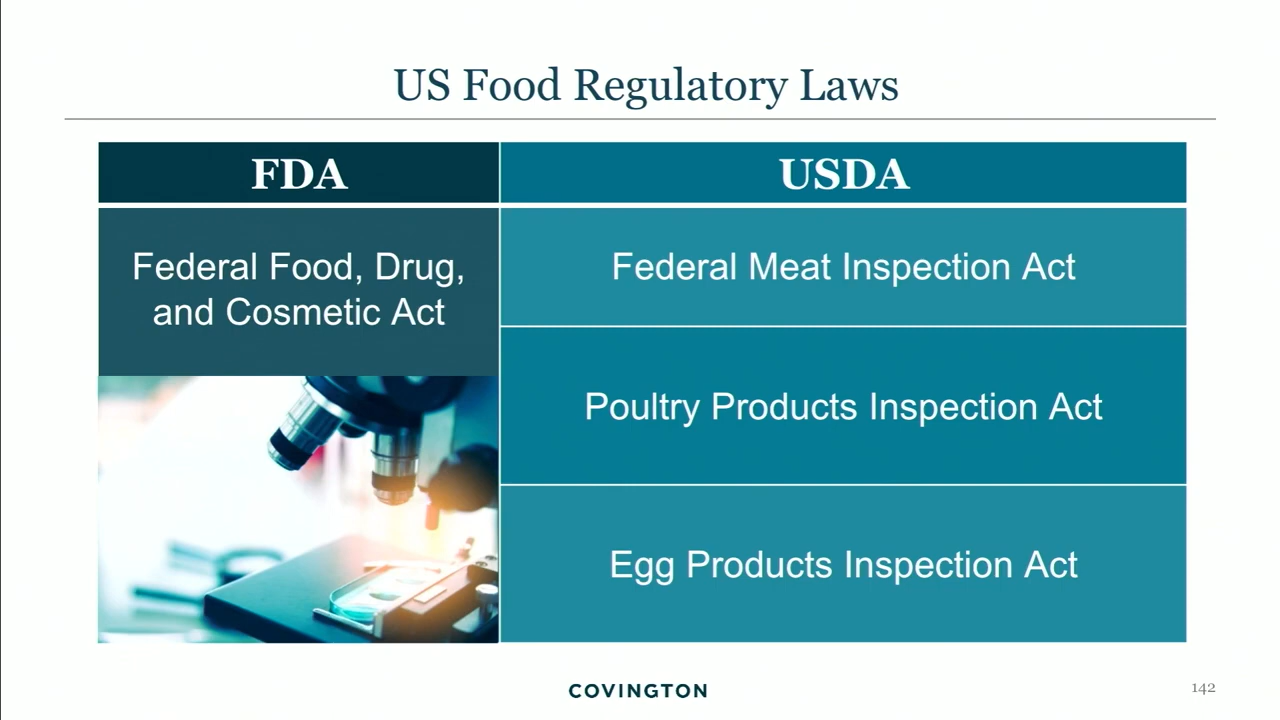 US Food Regulatory Laws
FDA
USDA
Federal Food, Drug,
and Cosmetic Act
Federal Meat Inspection Act
Poultry Products Inspection Act
Egg Products Inspection Act
COVINGTON
142